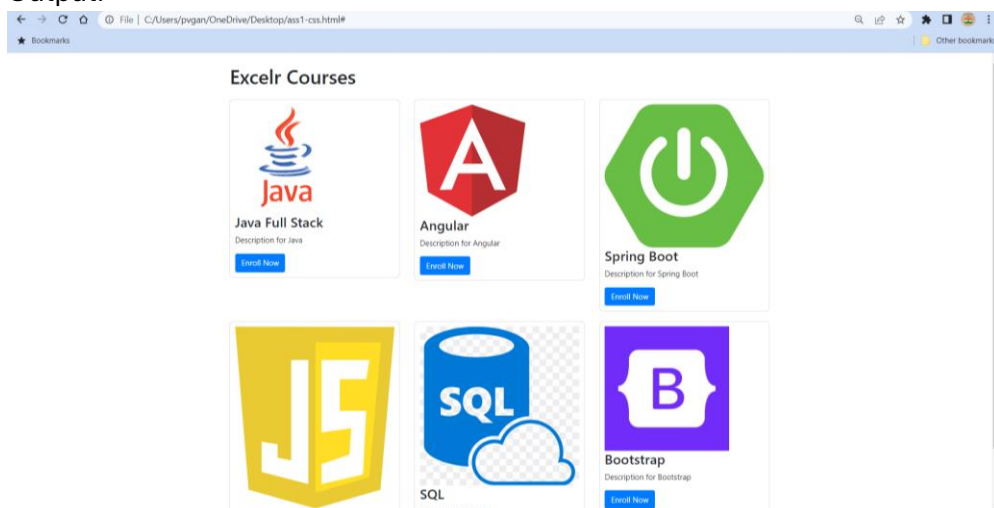 Output:
File | C:/Users/pvgan/OneDrive/Desktop/ass1-css.html#
Bookmarks
Other bookmarks
Excelr Courses
Java
Java Full Stack
Description for Java
Enroll Now
A
Angular
Description for Angular
Enroll Now
Spring Boot
Description for Spring Boot
Enroll Now
JS
SQL
SQL
B
Bootstrap
Description for Bootstrap
Enroll Now